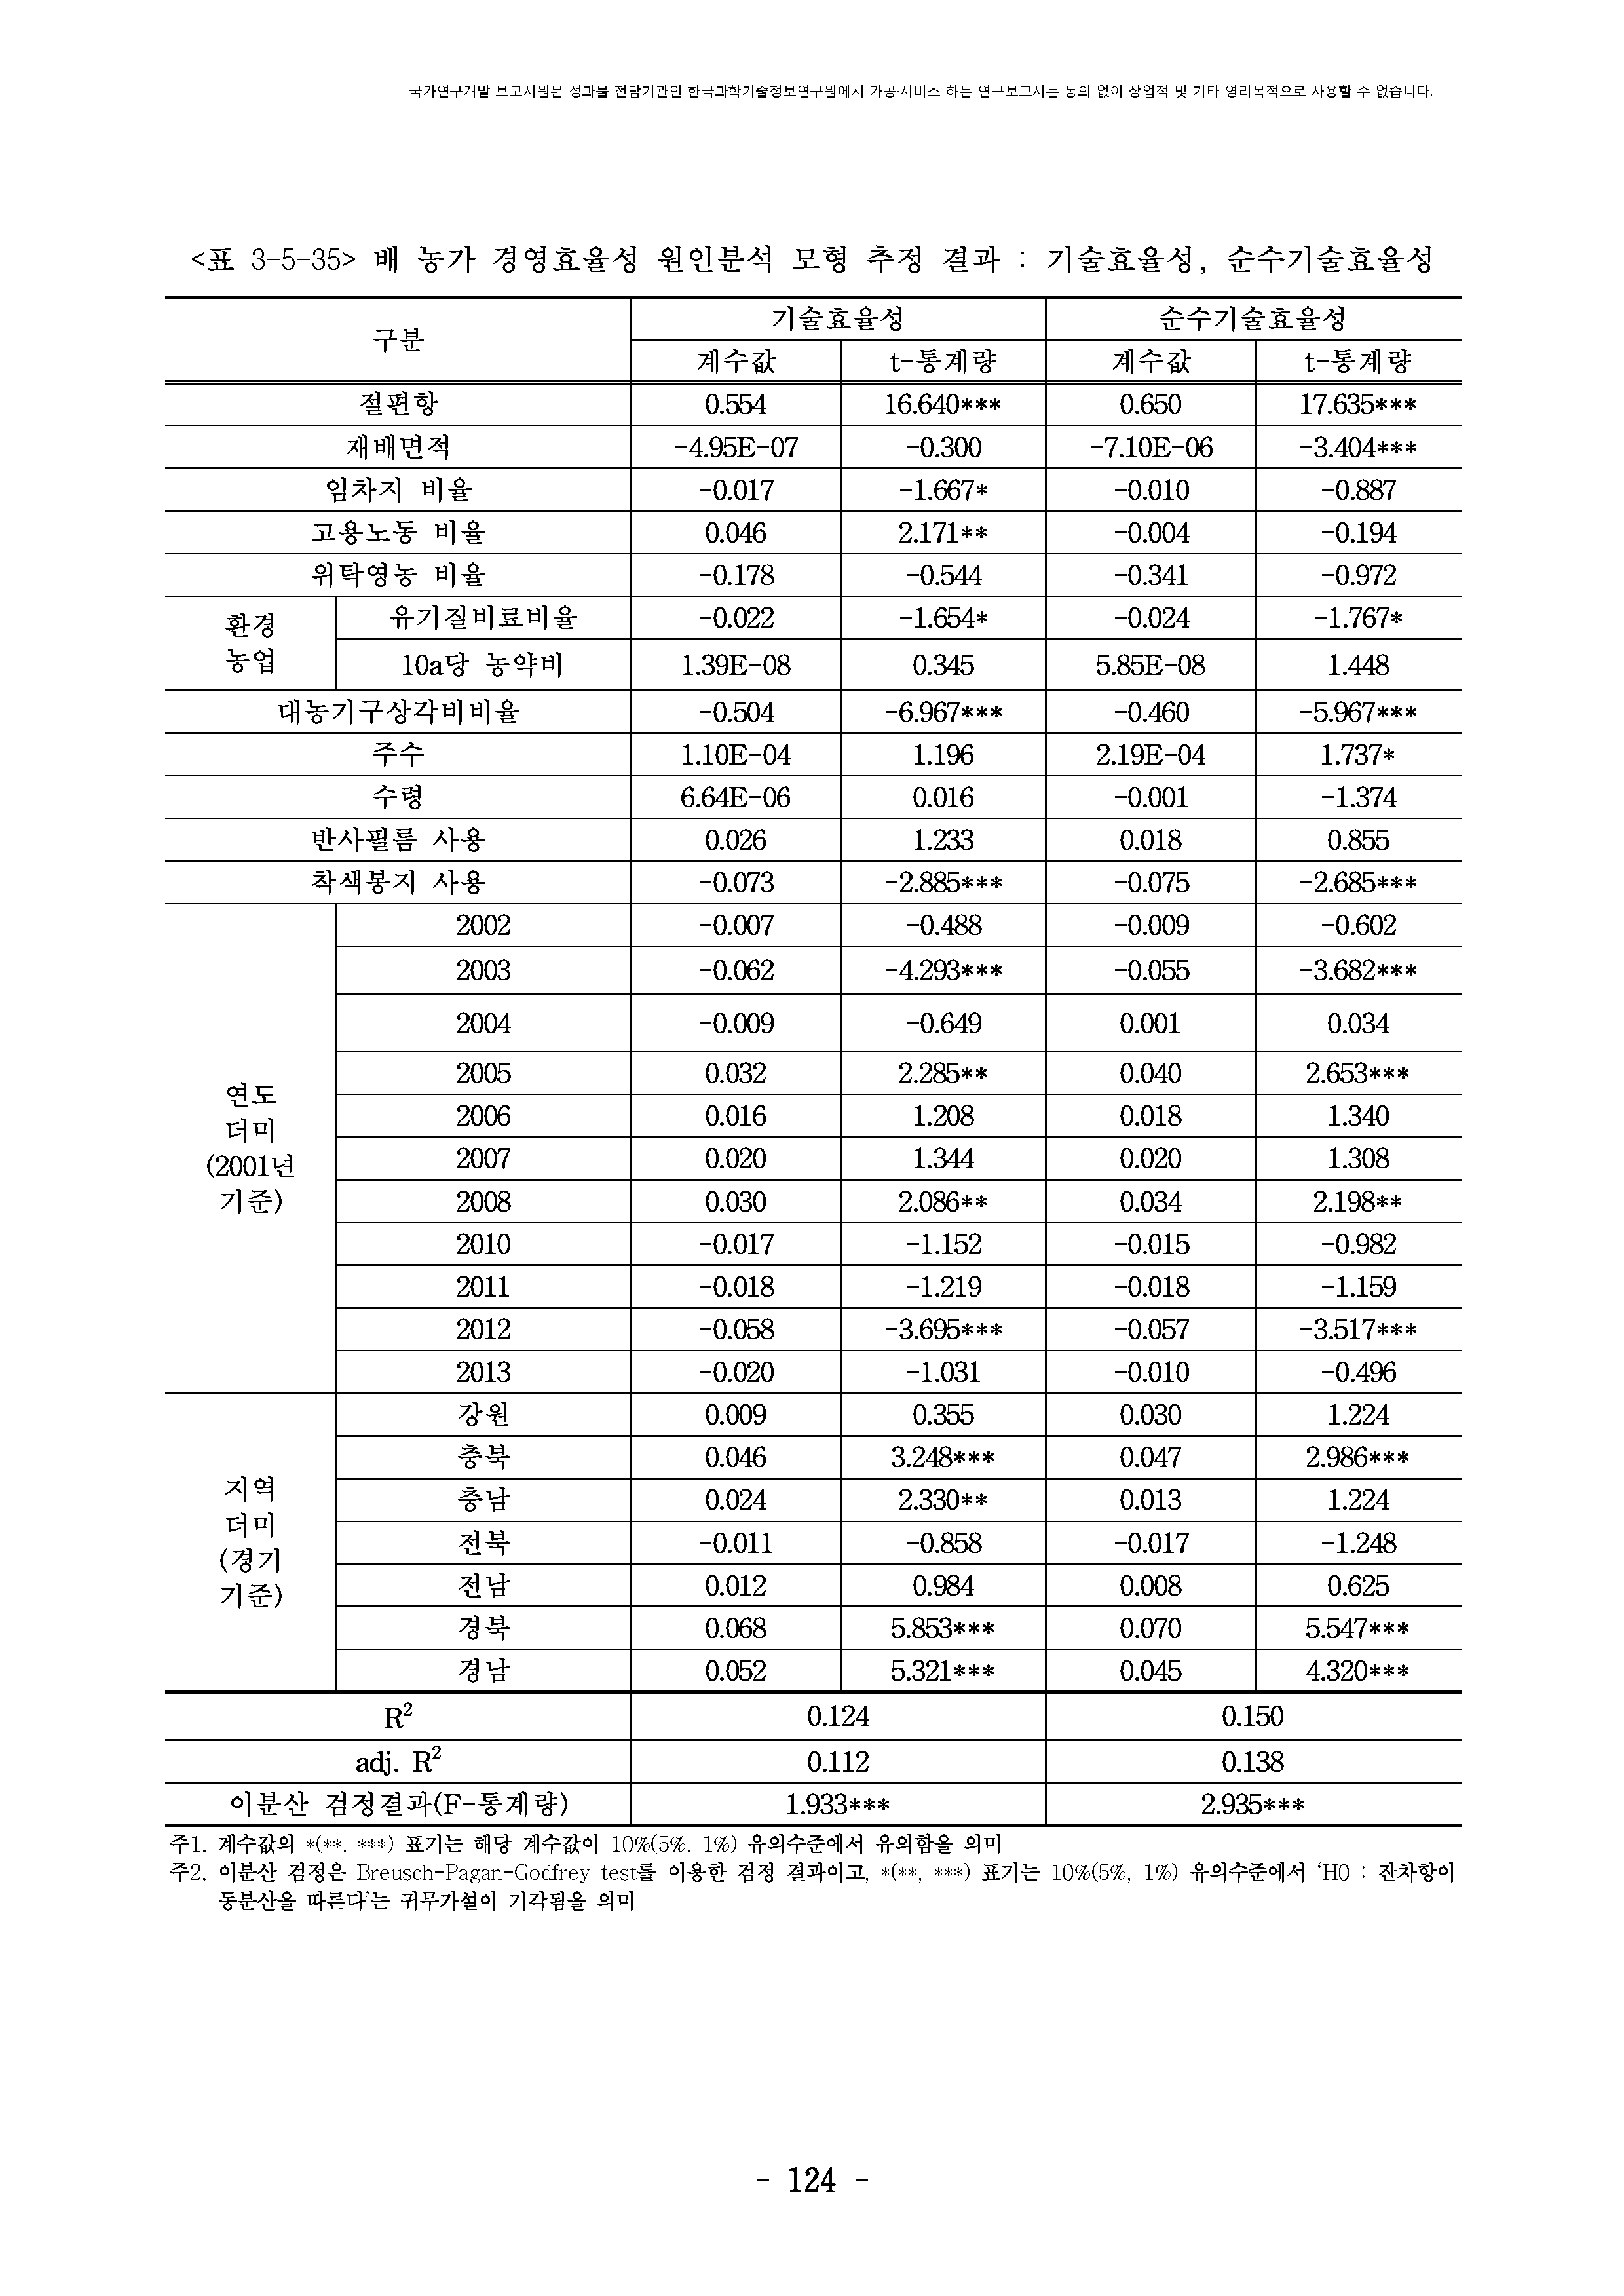 국가연구개발 보고서원문 성과물 전담기관인 한국과학기술정보연구원에서 가공·서비스 하는 연구보고서는 동의 없이 상업적 및 기타 영리목적으로 사용할 수 없습니다.
<표 3-5-35> 배 농가 경영효율성 원인분석 모형 추정 결과 : 기술효율성, 순수기술효율성
구분 기술효율성 순수기술효율성
계수값 t-통계량 계수값 t-통계량
절편항 0.554 16.640*** 0.650 17.635***
재배면적 -4.95E-07 -0.300 -7.10E-06 -3.404***
임차지 비율 -0.017 -1.667* -0.010 -0.887
고용노동 비율 0.046 2.171** -0.004 -0.194
위탁영농 비율 -0.178 -0.544 -0.341 -0.972
환경
농업
유기질비료비율 -0.022 -1.654* -0.024 -1.767*
10a당 농약비 1.39E-08 0.345 5.85E-08 1.448
대농기구상각비비율 -0.504 -6.967*** -0.460 -5.967***
주수 1.10E-04 1.196 2.19E-04 1.737*
수령 6.64E-06 0.016 -0.001 -1.374
반사필름 사용 0.026 1.233 0.018 0.855
착색봉지 사용 -0.073 -2.885*** -0.075 -2.685***
연도
더미
(2001년
기준)
2002 -0.007 -0.488 -0.009 -0.602
2003 -0.062 -4.293*** -0.055 -3.682***
2004 -0.009 -0.649 0.001 0.034
2005 0.032 2.285** 0.040 2.653***
2006 0.016 1.208 0.018 1.340
2007 0.020 1.344 0.020 1.308
2008 0.030 2.086** 0.034 2.198**
2010 -0.017 -1.152 -0.015 -0.982
2011 -0.018 -1.219 -0.018 -1.159
2012 -0.058 -3.695*** -0.057 -3.517***
2013 -0.020 -1.031 -0.010 -0.496
지역
더미
(경기
기준)
강원 0.009 0.355 0.030 1.224
충북 0.046 3.248*** 0.047 2.986***
충남 0.024 2.330** 0.013 1.224
전북 -0.011 -0.858 -0.017 -1.248
전남 0.012 0.984 0.008 0.625
경북 0.068 5.853*** 0.070 5.547***
경남 0.052 5.321*** 0.045 4.320***
R² 0.124 0.150
adj. R² 0.112 0.138
이분산 검정결과(F-통계량) 1.933*** 2.935***
주1. 계수값의 *(**, ***) 표기는 해당 계수값이 10%(5%, 1%) 유의수준에서 유의함을 의미
주2. 이분산 검정은 Breusch-Pagan-Godfrey test를 이용한 검정 결과이고, *(**, ***) 표기는 10%(5%, 1%) 유의수준에서 ‘H0 : 잔차항이
동분산을 따른다’는 귀무가설이 기각됨을 의미
- 124 -